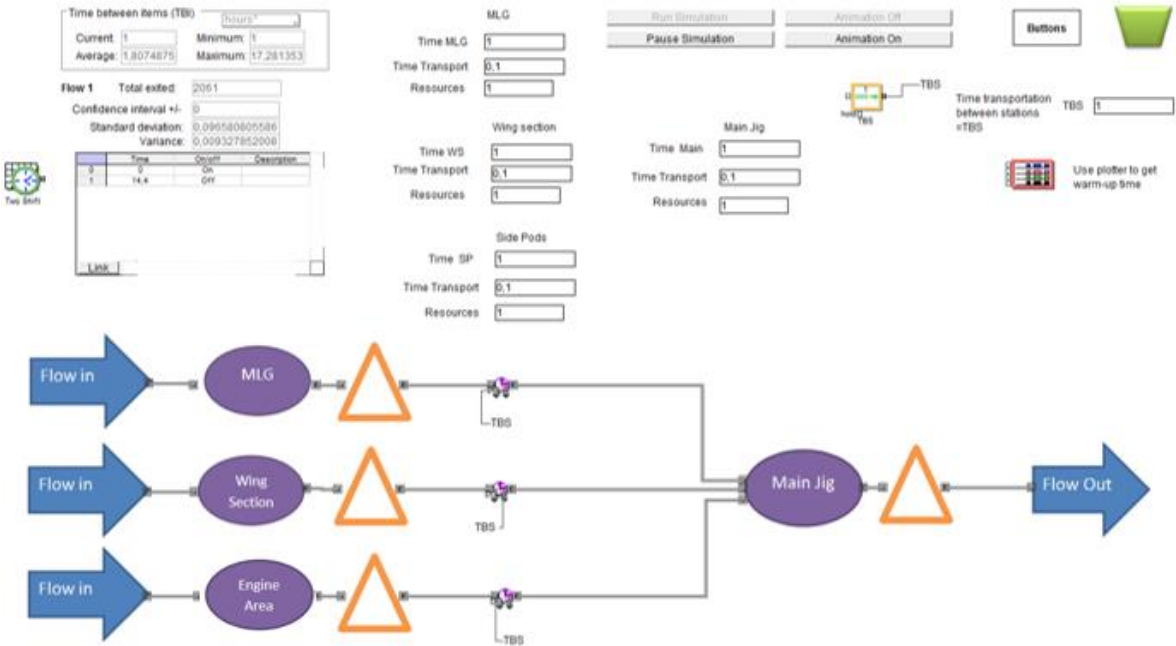 Time between items (TBI)
hours*
Current: 1
Minimum: 1
Average: 1,8074875
Maximum: 17,281353
Flow 1
Total exited: 2061
Confidence interval +/- 0
Standard deviation: 0,096580805586
Variance: 0,009327852008
Time On/off Description
0 0 On
1 14,4 Off
Link
Two Shift
MLG
Time MLG 1
Time Transport 0,1
Resources 1
Wing section
Time WS 1
Time Transport 0,1
Resources 1
Side Pods
Time SP 1
Time Transport 0,1
Resources 1
Run Simulation
Animation Off
Pause Simulation
Animation On
Buttons
Main Jig
Time Main 1
Time Transport 0,1
Resources 1
TBS
TBS
Time transportation
between stations
=TBS
TBS 1
Use plotter to get
warm-up time
Flow in
MLG
TBS
Flow in
Wing
Section
TBS
Main Jig
Flow Out
Flow in
Engine
Area
TBS